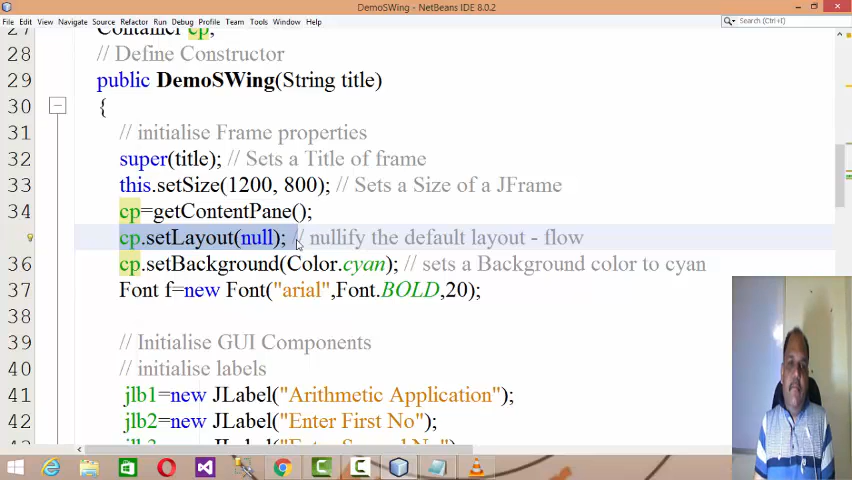 DemoSWing - NetBeans IDE 8.0.2
File Edit View Navigate Source Refactor Run Debug Profile Team Tools Window Help
27 Container cp;
28 // Define Constructor
29 public DemoSWing(String title)
30 {
31 // initialise Frame properties
32 super(title); // Sets a Title of frame
33 this.setSize(1200, 800); // Sets a Size of a JFrame
34 cp=getContentPane();
cp.setLayout(null); // nullify the default layout - flow
36 cp.setBackground(Color.cyan); // sets a Background color to cyan
37 Font f=new Font("arial",Font.BOLD,20);
38
39 // Initialise GUI Components
40 // initialise labels
41 jlb1=new JLabel("Arithmetic Application");
42 jlb2=new JLabel("Enter First No");